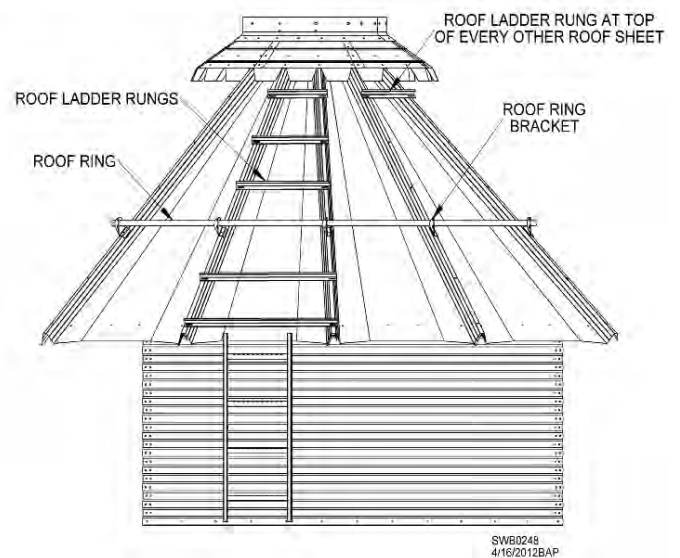 ROOF LADDER RUNG AT TOP
OF EVERY OTHER ROOF SHEET
ROOF LADDER RUNGS
ROOF RING
BRACKET
ROOF RING
SWB0248
4/16/2012BAP